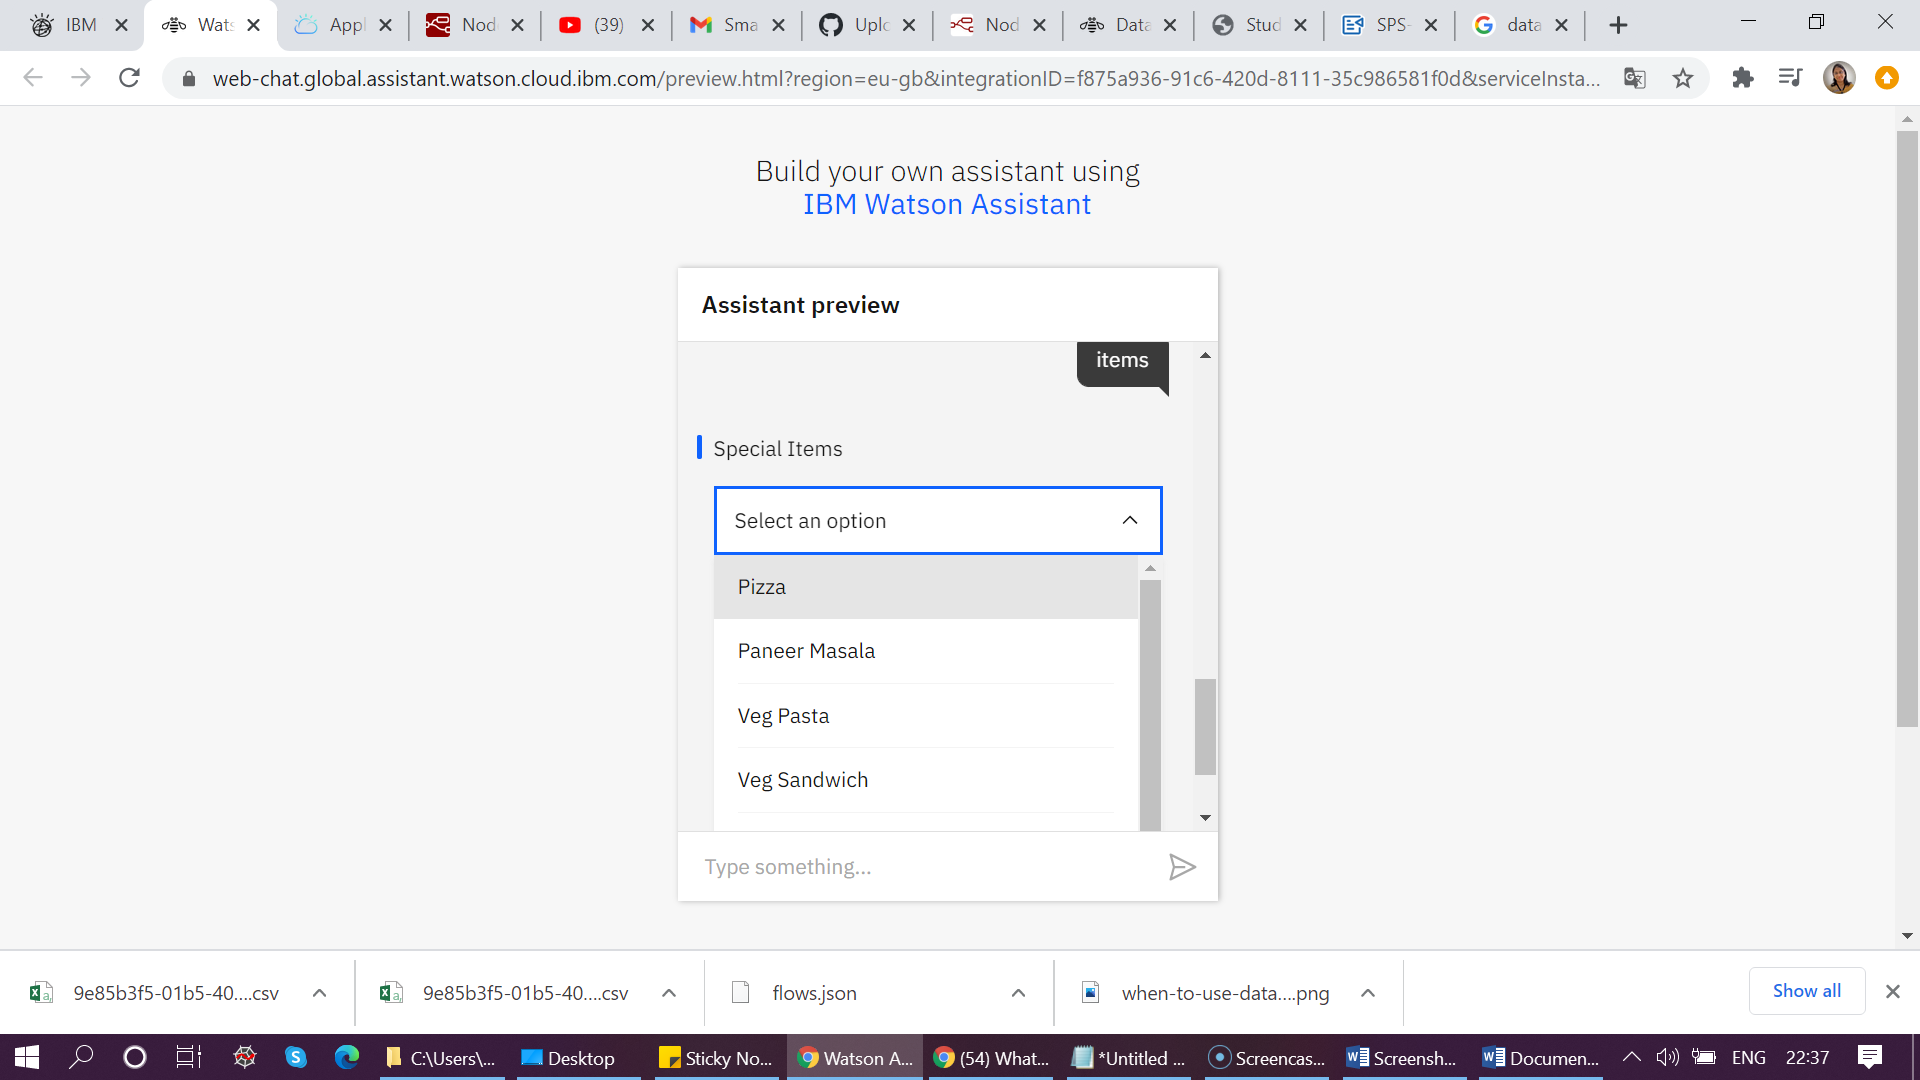 IBM
Wats
Appl
Nod
(39)
Sma
Uplo
Nod
Data
Stud
SPS-
data
web-chat.global.assistant.watson.cloud.ibm.com/preview.html?region=eu-gb&integrationID=f875a936-91c6-420d-8111-35c986581f0d&serviceInsta...
Build your own assistant using
IBM Watson Assistant
Assistant preview
items
Special Items
Select an option
Pizza
Paneer Masala
Veg Pasta
Veg Sandwich
Type something...
9e85b3f5-01b5-40....csv
9e85b3f5-01b5-40....csv
flows.json
when-to-use-data....png
Show all
C:\Users\...
Desktop
Sticky No...
Watson A...
(54) What...
*Untitled ...
Screencas...
Screensh...
Documen...
ENG
22:37